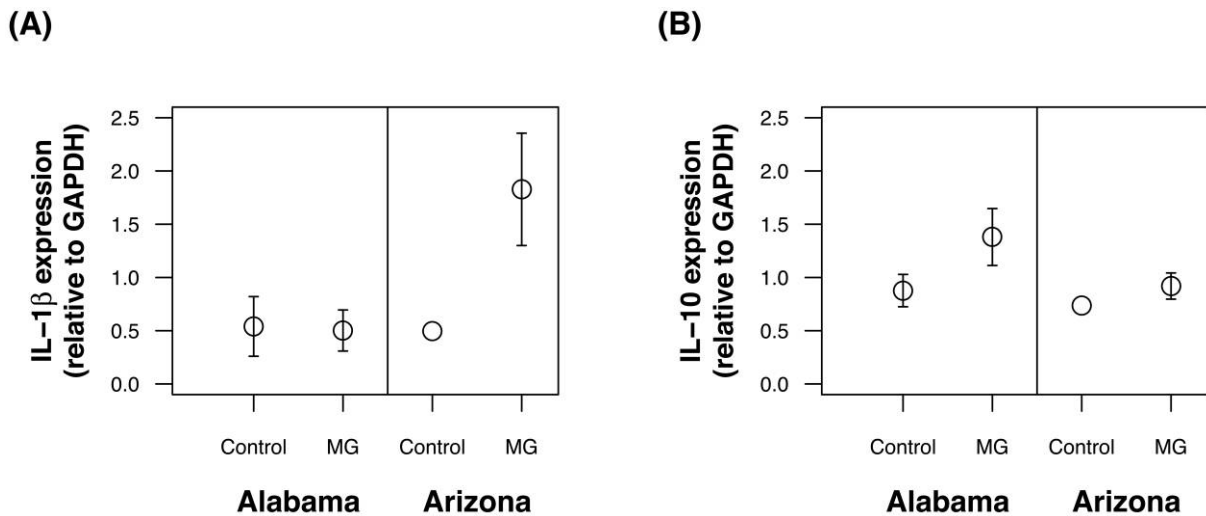 (A)
IL−1β expression
(relative to GAPDH)
2.5
2.0
1.5
1.0
0.5
0.0
Control MG Control MG
Alabama Arizona
(B)
IL−10 expression
(relative to GAPDH)
2.5
2.0
1.5
1.0
0.5
0.0
Control MG Control MG
Alabama Arizona